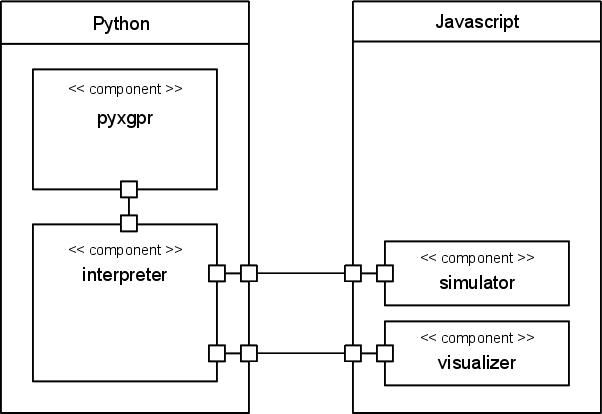 Python
<< component >>
pyxgpr
<< component >>
interpreter
Javascript
<< component >>
simulator
<< component >>
visualizer